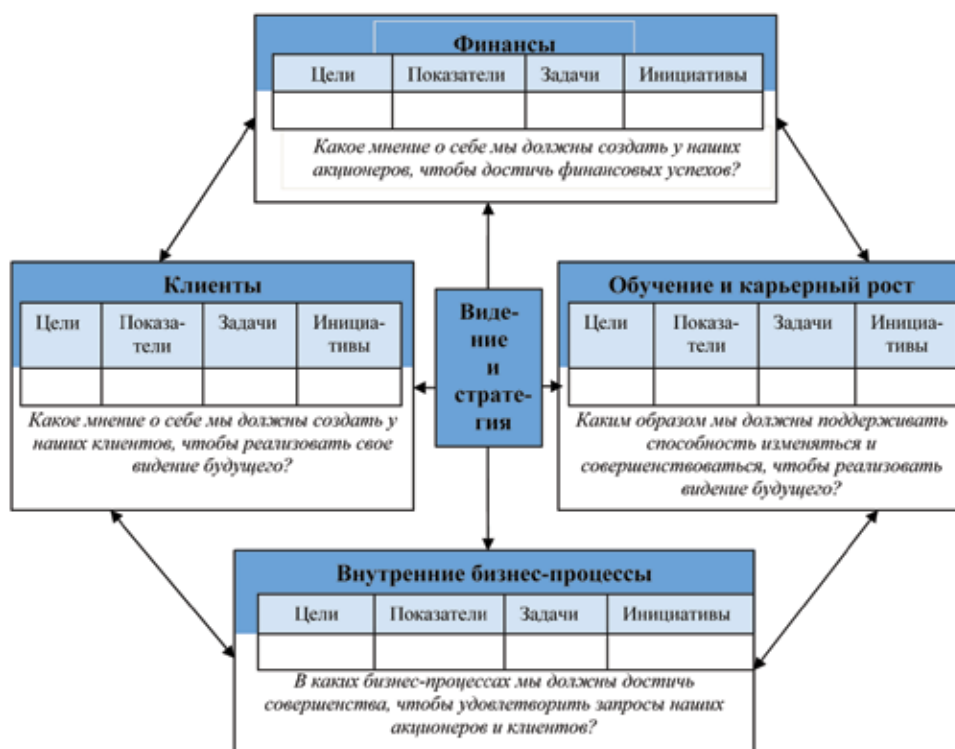 Финансы
Цели Показатели Задачи Инициативы
Какое мнение о себе мы должны создать у наших
акционеров, чтобы достичь финансовых успехов?
Клиенты
Цели Показа- Задачи Инициа-
тели тивы
Какое мнение о себе мы должны создать у
наших клиентов, чтобы реализовать свое
видение будущего?
Виде-
ние
и
страте-
гия
Обучение и карьерный рост
Цели Показа- Задачи Инициа-
тели тивы
Каким образом мы должны поддерживать
способность изменяться и
совершенствоваться, чтобы реализовать
видение будущего?
Внутренние бизнес-процессы
Цели Показатели Задачи Инициативы
В каких бизнес-процессах мы должны достичь
совершенства, чтобы удовлетворить запросы наших
акционеров и клиентов?